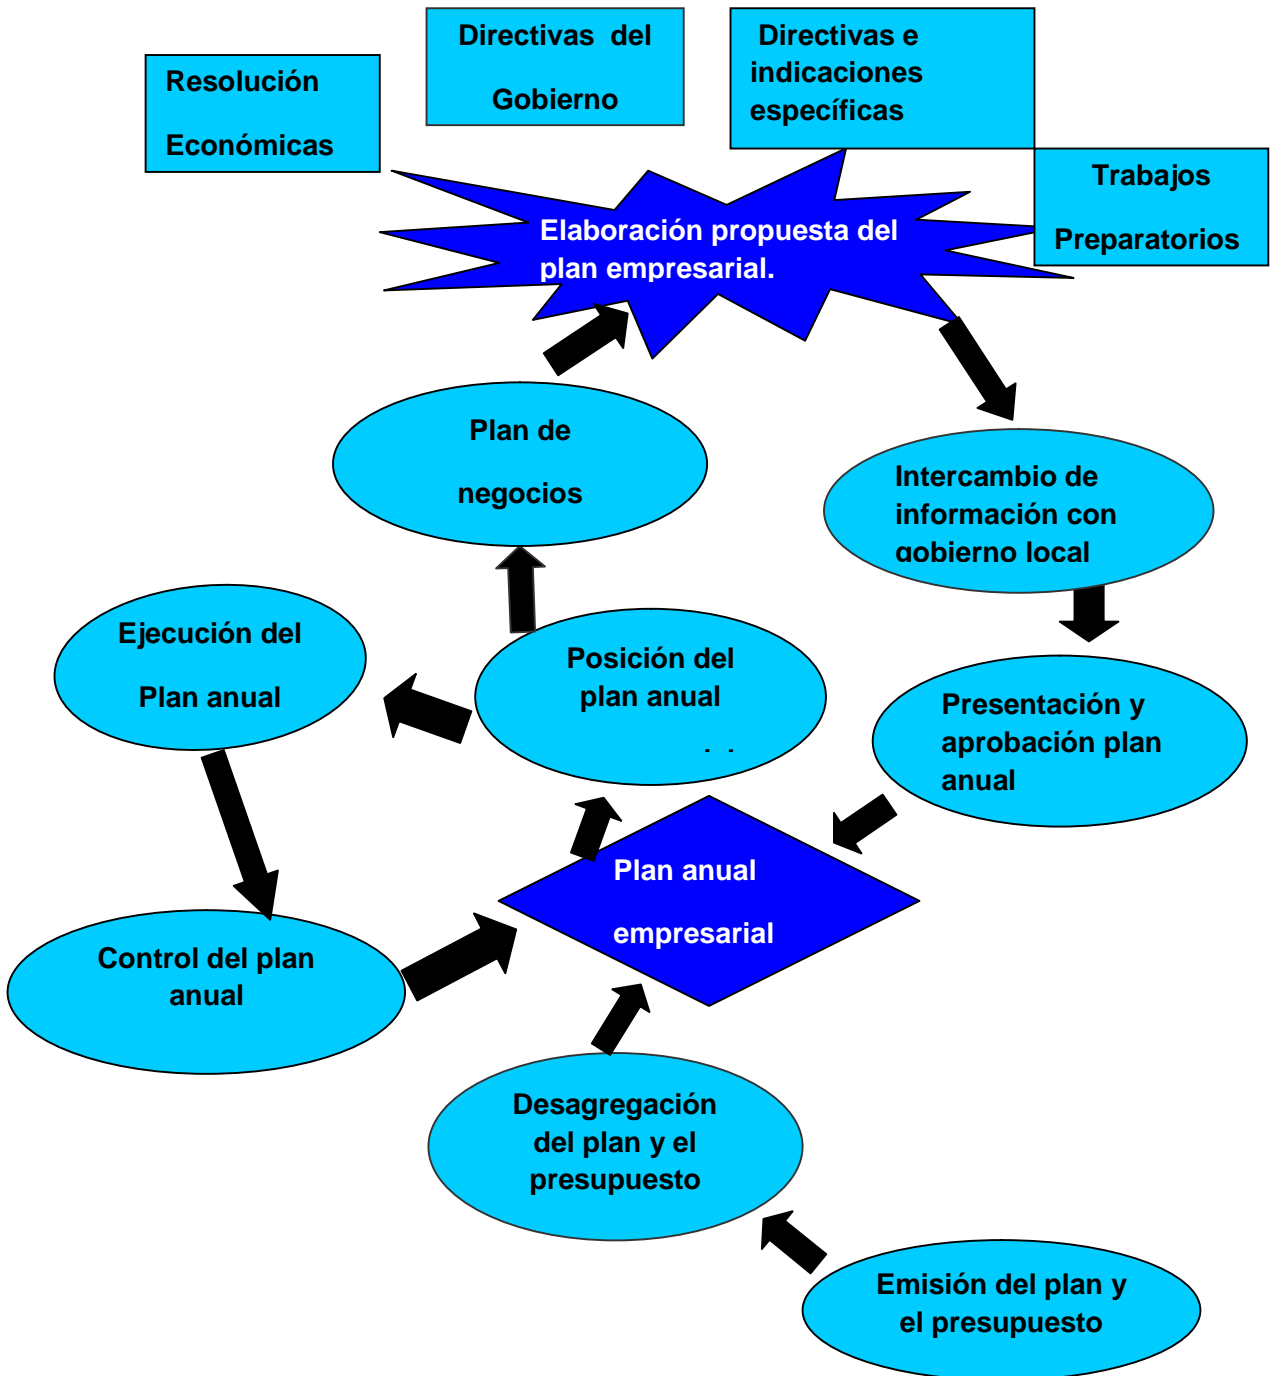 Directivas del
Gobierno
Directivas e
indicaciones
específicas
Resolución
Económicas
Trabajos
Preparatorios
Elaboración propuesta del
plan empresarial.
Plan de
negocios
Intercambio de
información con
gobierno local
Ejecución del
Plan anual
Posición del
plan anual
Presentación y
aprobación plan
anual
Plan anual
empresarial
Control del plan
anual
Desagregación
del plan y el
presupuesto
Emisión del plan y
el presupuesto